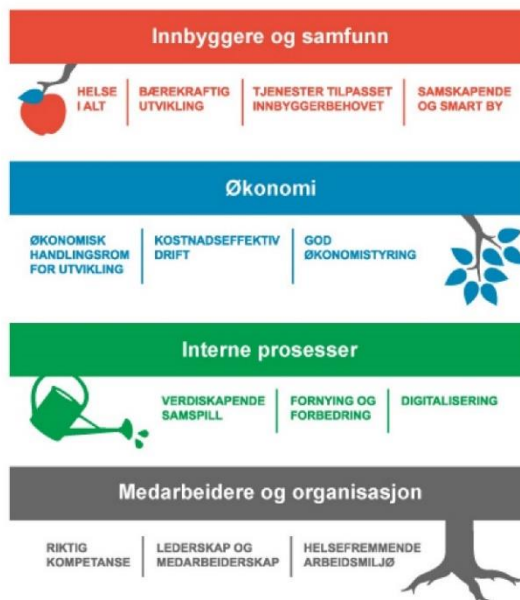 Innbyggere og samfunn
HELSE
I ALT
BÆREKRAFTIG
UTVIKLING
TJENESTER TILPASSET
INNBYGGERBEHOVET
SAMSKAPENDE
OG SMART BY
Økonomi
ØKONOMISK
HANDLINGSROM
FOR UTVIKLING
KOSTNADSEFFEKTIV
DRIFT
GOD
ØKONOMISTYRING
Interne prosesser
VERDISKAPENDE
SAMSPILL
FORNYING OG
FORBEDRING
DIGITALISERING
Medarbeidere og organisasjon
RIKTIG
KOMPETANSE
LEDERSKAP OG
MEDARBEIDERSKAP
HELSEFREMMENDE
ARBEIDSMILJØ